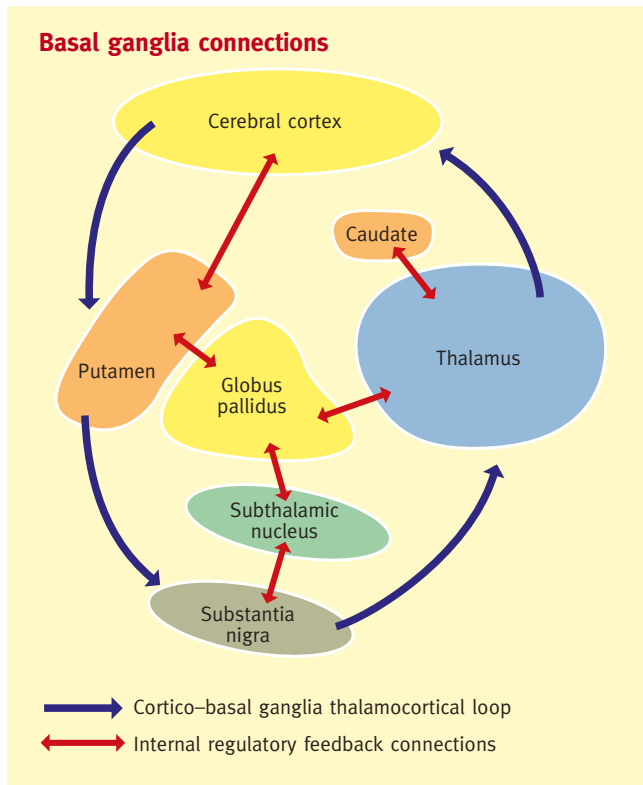 Basal ganglia connections
Cerebral cortex
Caudate
Putamen
Thalamus
Globus
pallidus
Subthalamic
nucleus
Substantia
nigra
Cortico–basal ganglia thalamocortical loop
Internal regulatory feedback connections